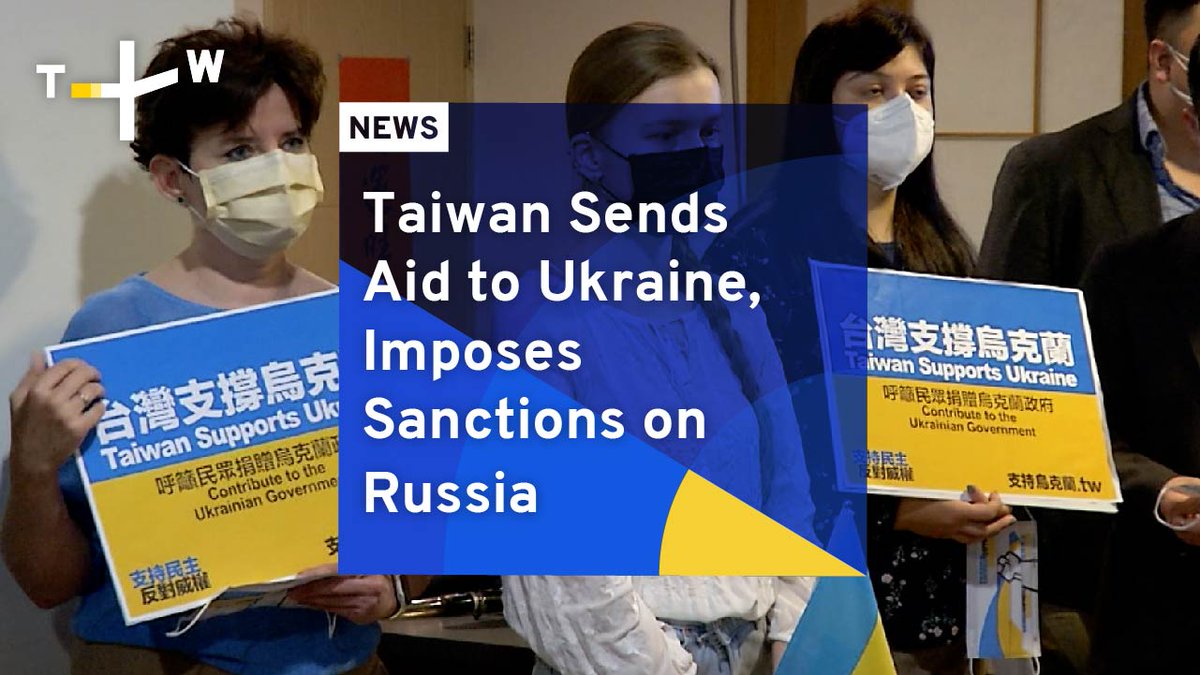 T W
NEWS
Taiwan Sends
Aid to Ukraine,
Imposes
Sanctions on
Russia
台灣支撐烏克
Taiwan Supports Uk
呼籲民眾捐贈烏克蘭政
Contribute to the
Ukrainian Government
支持民主
反對威權
台灣支撐烏克蘭
Taiwan Supports Ukraine
呼籲民眾捐贈烏克蘭政府
Contribute to the
Ukrainian Government
支持民主
反對威權
支持烏克蘭.tw